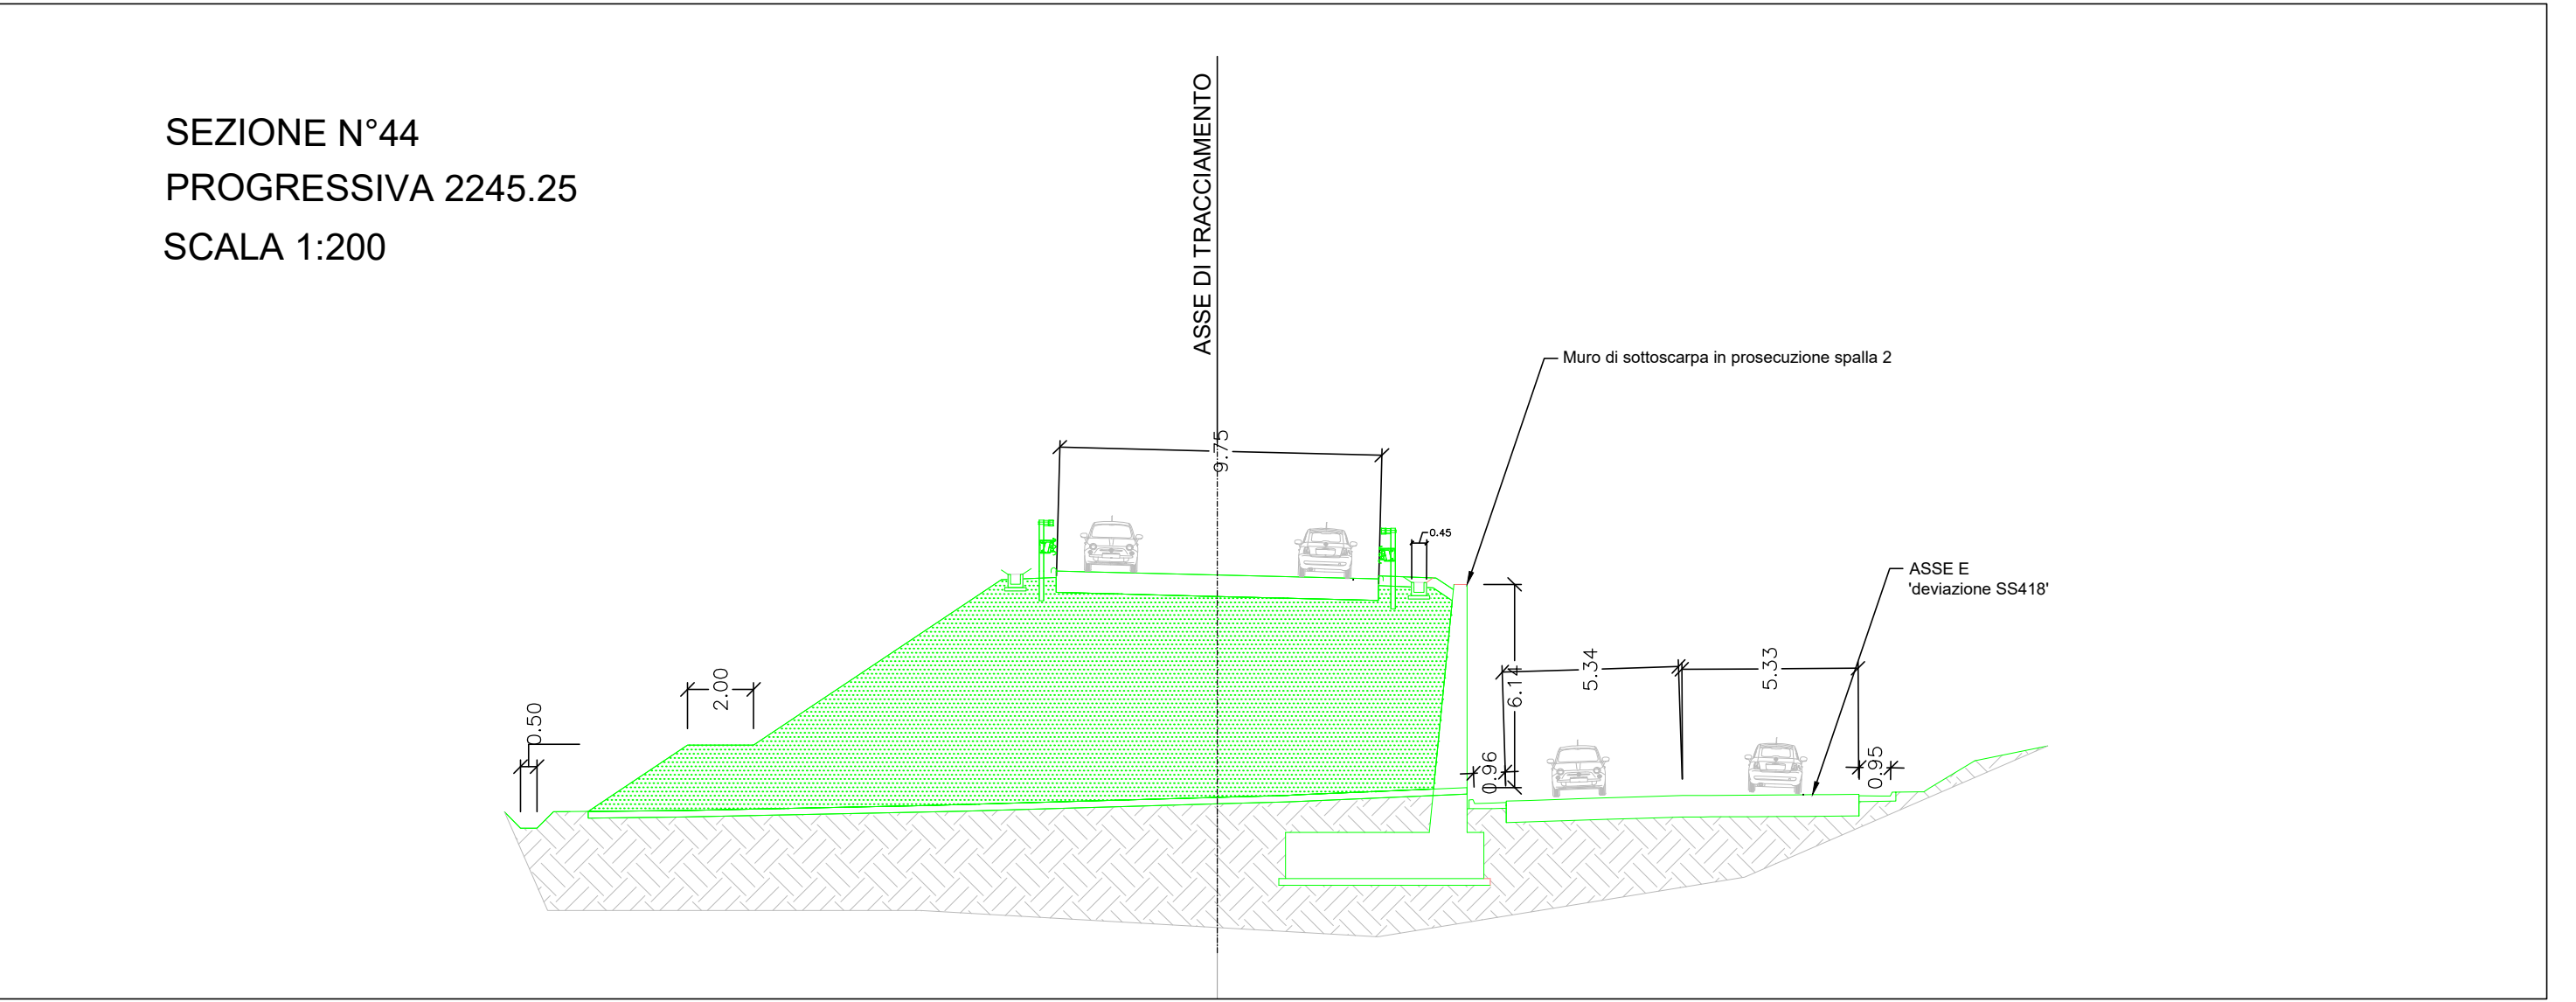 SEZIONE N°44
PROGRESSIVA 2245.25
SCALA 1:200
ASSE DI TRACCIAMENTO
Muro di sottoscarpa in prosecuzione spalla 2
9.75
0.45
ASSE E
'deviazione SS418'
5.34
5.33
6.14
2.00
0.50
0.96
0.95